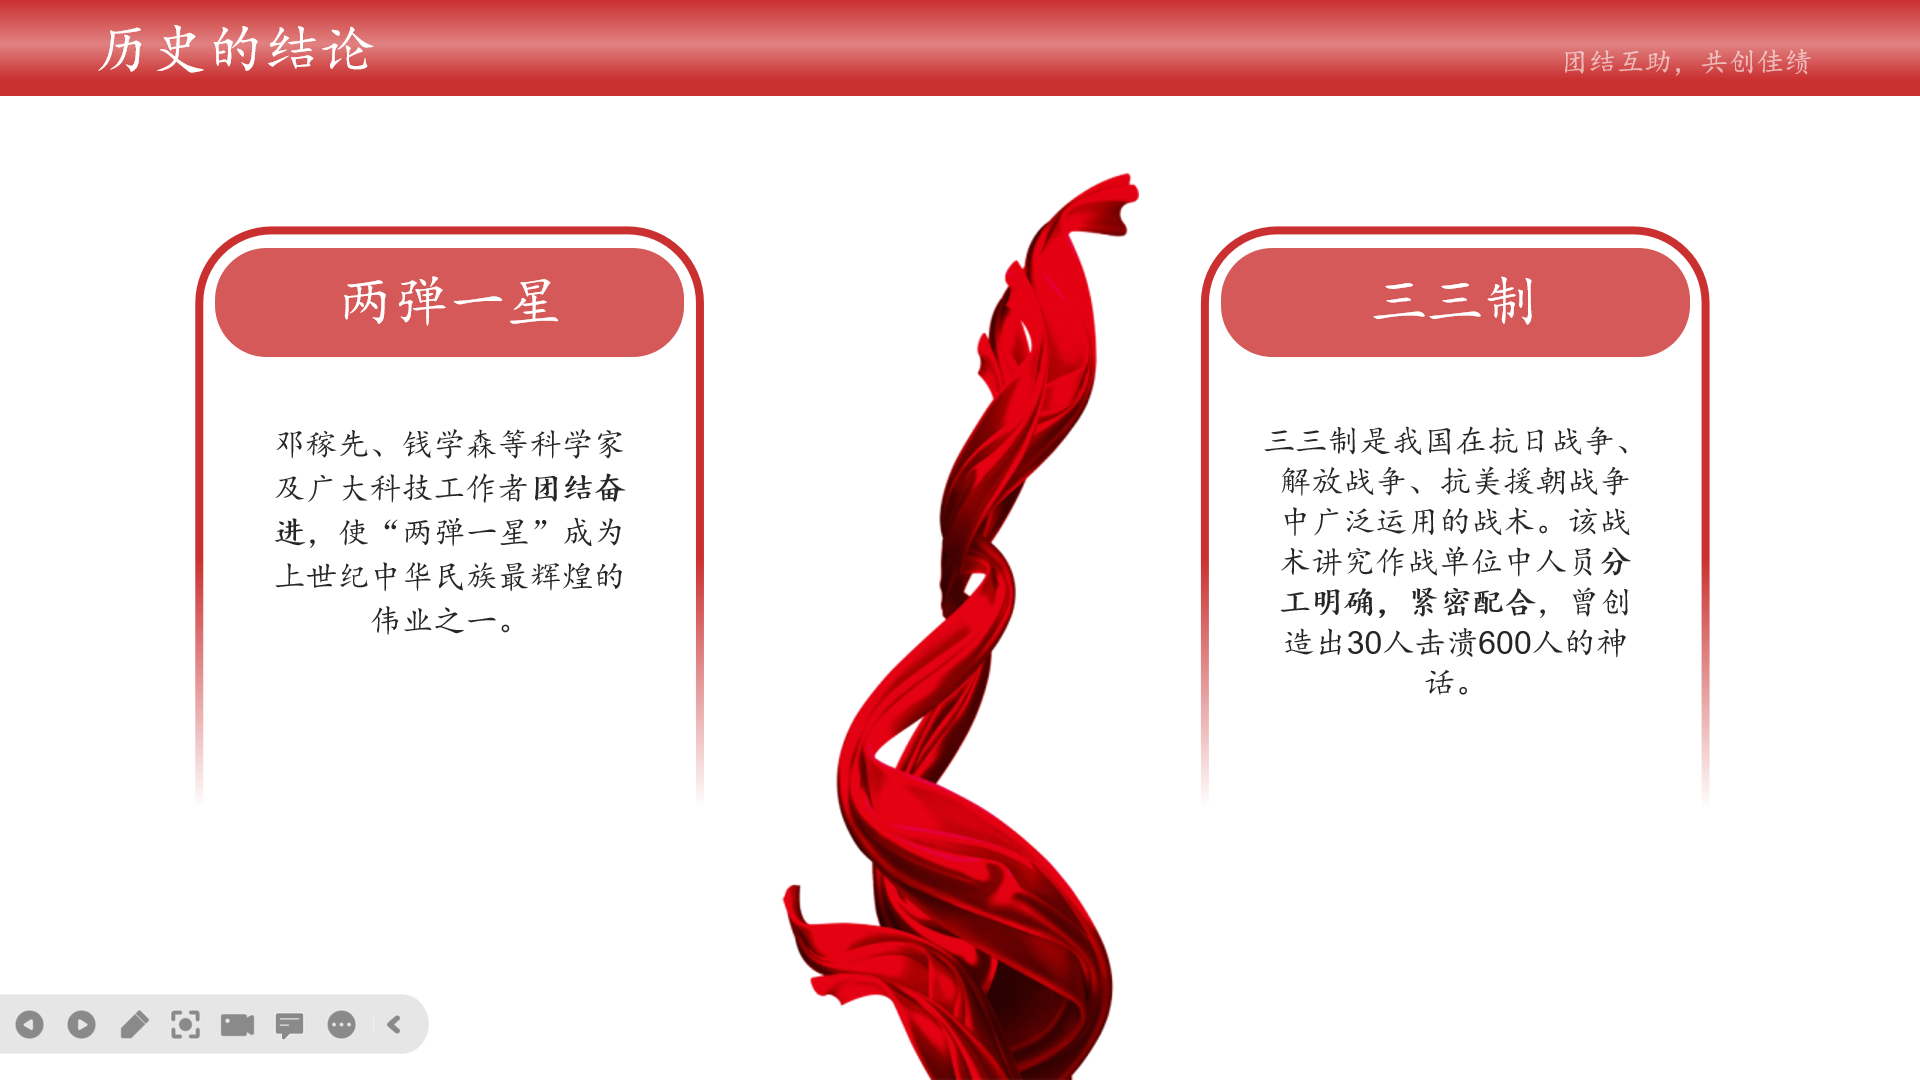 历史的结论
团结互助，共创佳绩
两弹一星
邓稼先、钱学森等科学家
及广大科技工作者团结奋
进，使“两弹一星”成为
上世纪中华民族最辉煌的
伟业之一。
三三制
三三制是我国在抗日战争、
解放战争、抗美援朝战争
中广泛运用的战术。该战
术讲究作战单位中人员分
工明确，紧密配合，曾创
造出30人击溃600人的神
话。